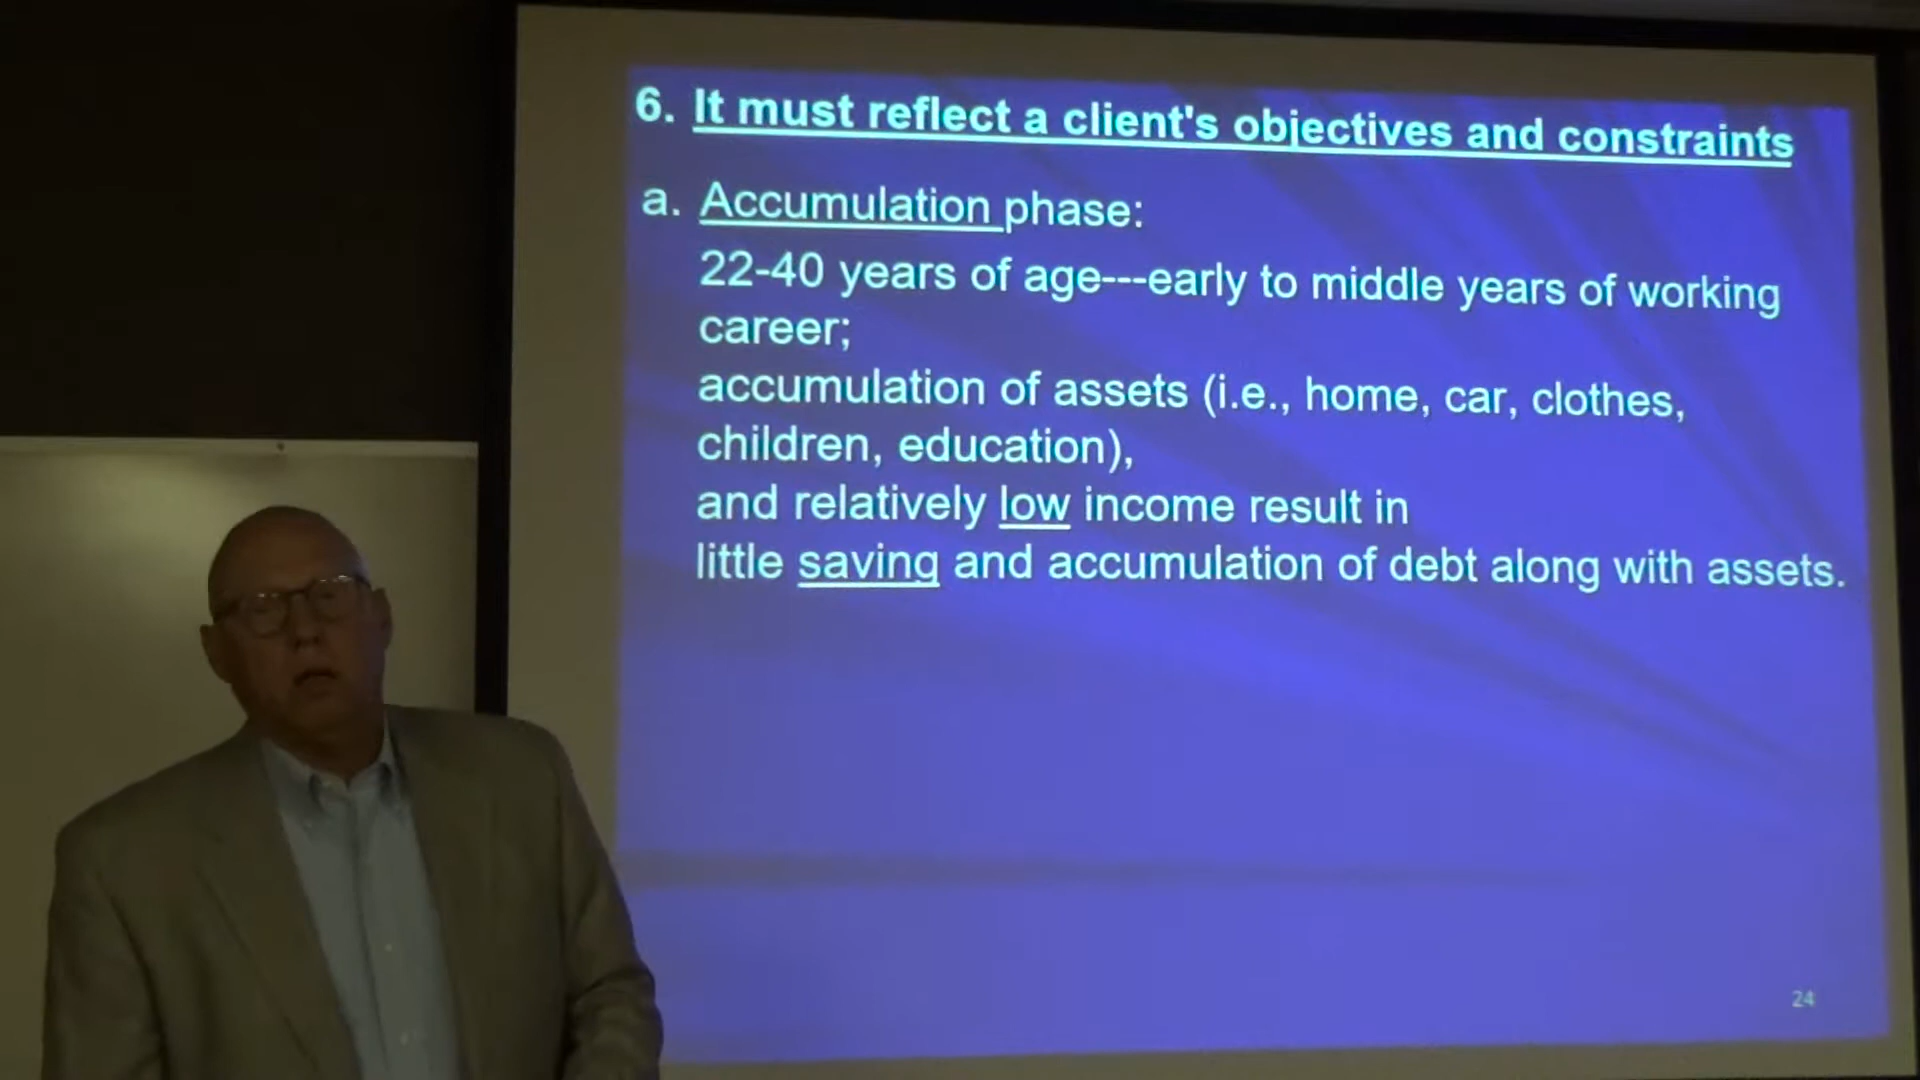 6. It must reflect a client's objectives and constraints
a. Accumulation phase:
22-40 years of age---early to middle years of working
career;
accumulation of assets (i.e., home, car, clothes,
children, education),
and relatively low income result in
little saving and accumulation of debt along with assets.
24